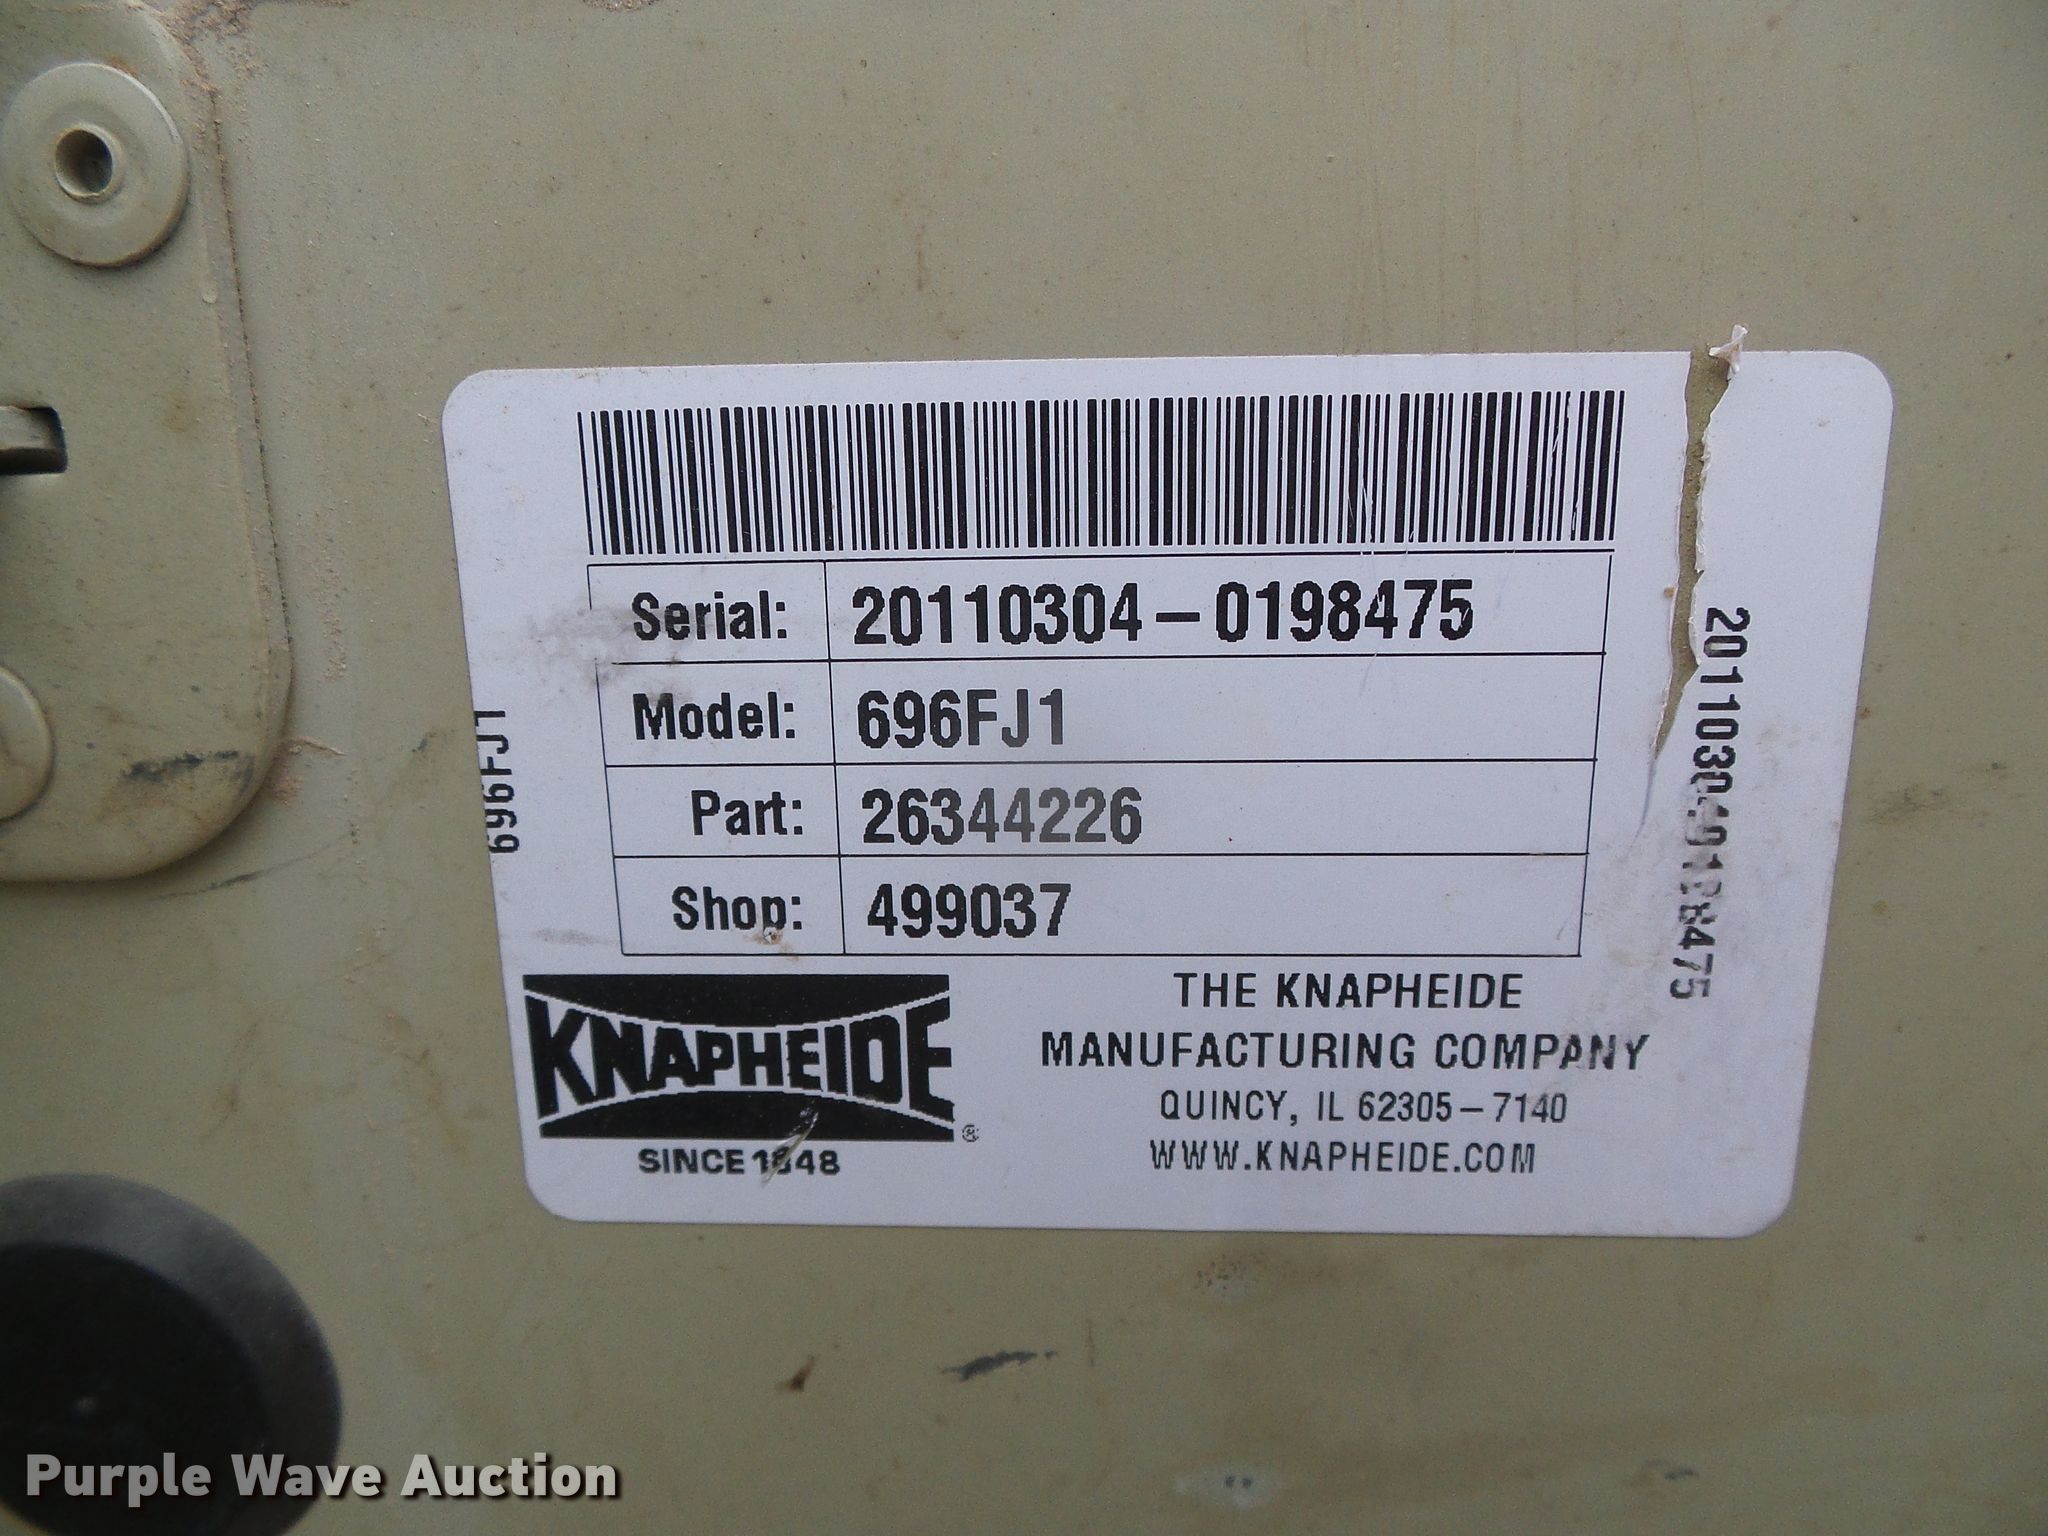 Serial: 20110304-0198475
Model: 696FJ1
Part: 26344226
Shop: 499037
KNAPHEIDE®
SINCE 1848
THE KNAPHEIDE
MANUFACTURING COMPANY
QUINCY, IL 62305-7140
WWW.KNAPHEIDE.COM
696FJ1
201103040198475
Purple Wave Auction